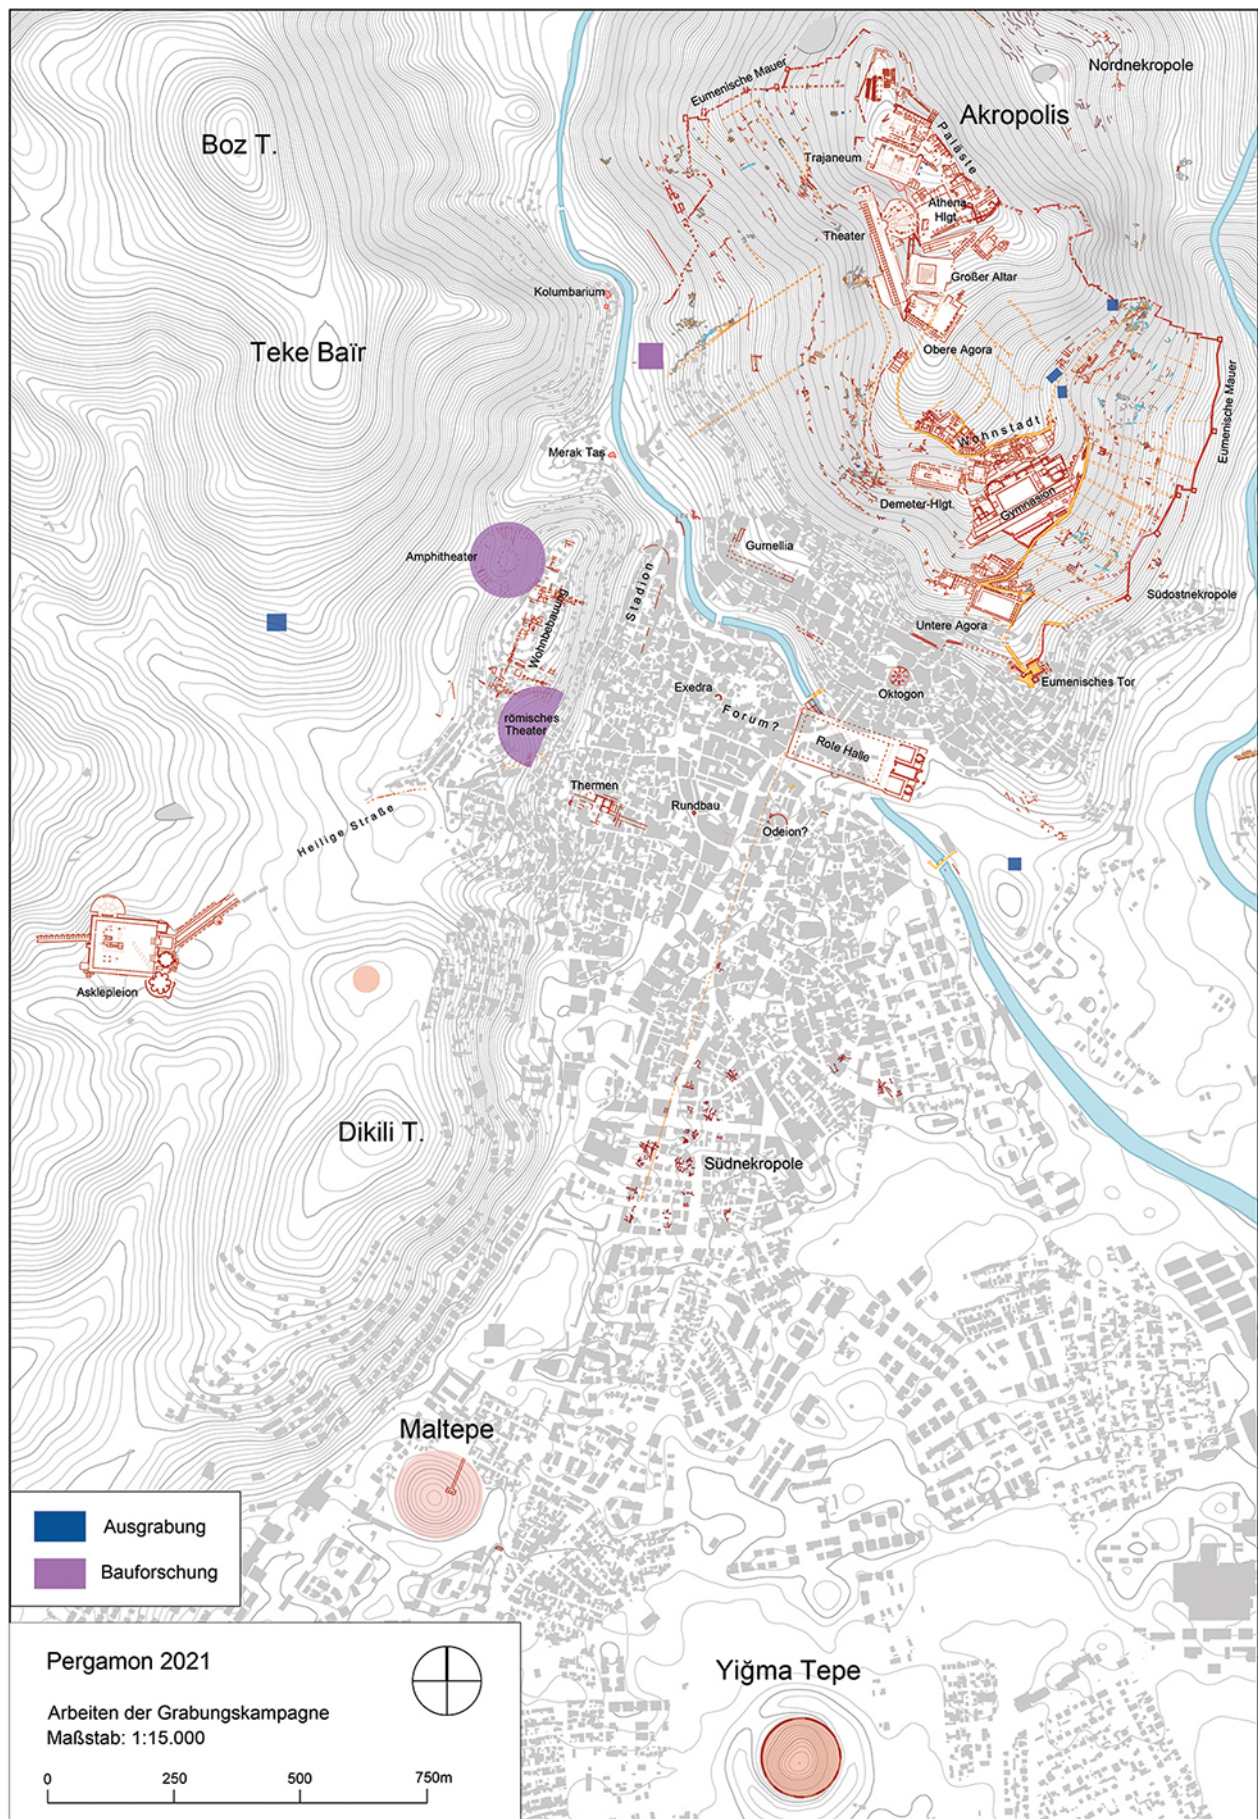 Nordnekropole
Eumenische Mauer
Akropolis
Boz T.
Paläste
Trajaneum
Athena
Hlgt.
Theater
Großer Altar
Kolumbarium
Teke Baïr
Obere Agora
Eumenische Mauer
Wohnstadt
Merak Taş
Demeter-Hlgt.
Gymnasion
Gurnellia
Amphitheater
Stadion
Wohnbebauung
Südostnekropole
Untere Agora
Eumenisches Tor
Oktogon
Exedra
Forum?
römisches
Theater
Rote Halle
Thermen
Rundbau
Odeion?
Heilige Straße
Asklepieion
Dikili T.
Südnekropole
Maltepe
Ausgrabung
Bauforschung
Yiğma Tepe
Pergamon 2021
Arbeiten der Grabungskampagne
Maßstab: 1:15.000
0 250 500 750m